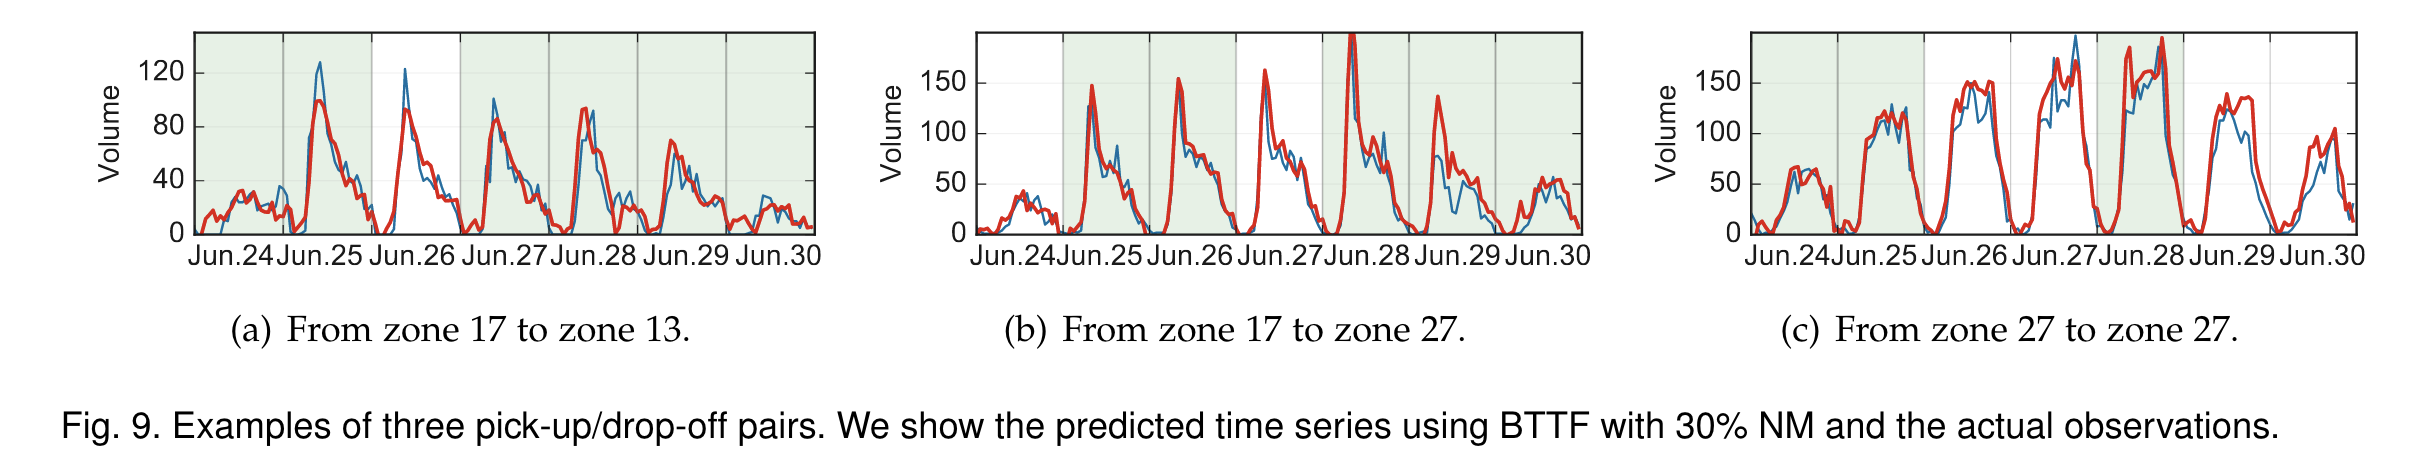 Volume
120
80
40
0
Jun.24 Jun.25 Jun.26 Jun.27 Jun.28 Jun.29 Jun.30
(a) From zone 17 to zone 13.
Volume
150
100
50
0
Jun.24 Jun.25 Jun.26 Jun.27 Jun.28 Jun.29 Jun.30
(b) From zone 17 to zone 27.
Volume
150
100
50
0
Jun.24 Jun.25 Jun.26 Jun.27 Jun.28 Jun.29 Jun.30
(c) From zone 27 to zone 27.
Fig. 9. Examples of three pick-up/drop-off pairs. We show the predicted time series using BTTF with 30% NM and the actual observations.